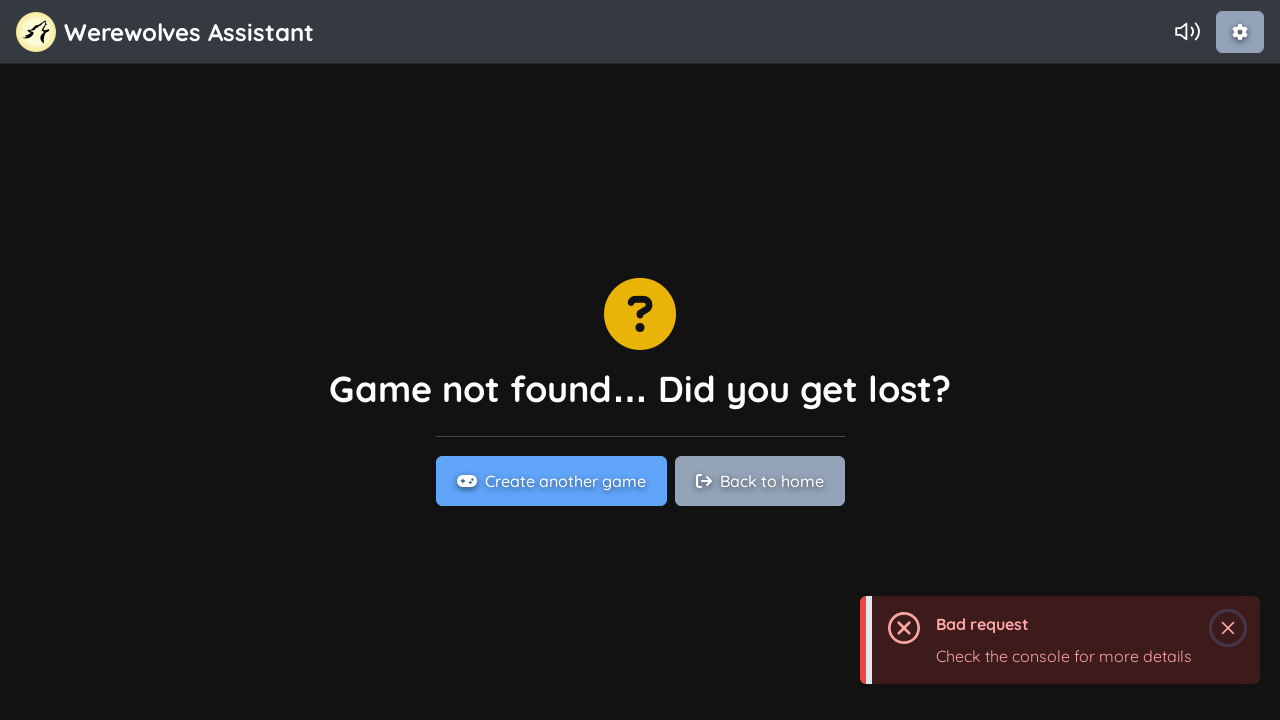 Werewolves Assistant
Game not found... Did you get lost?
Create another game
Back to home
Bad request
Check the console for more details